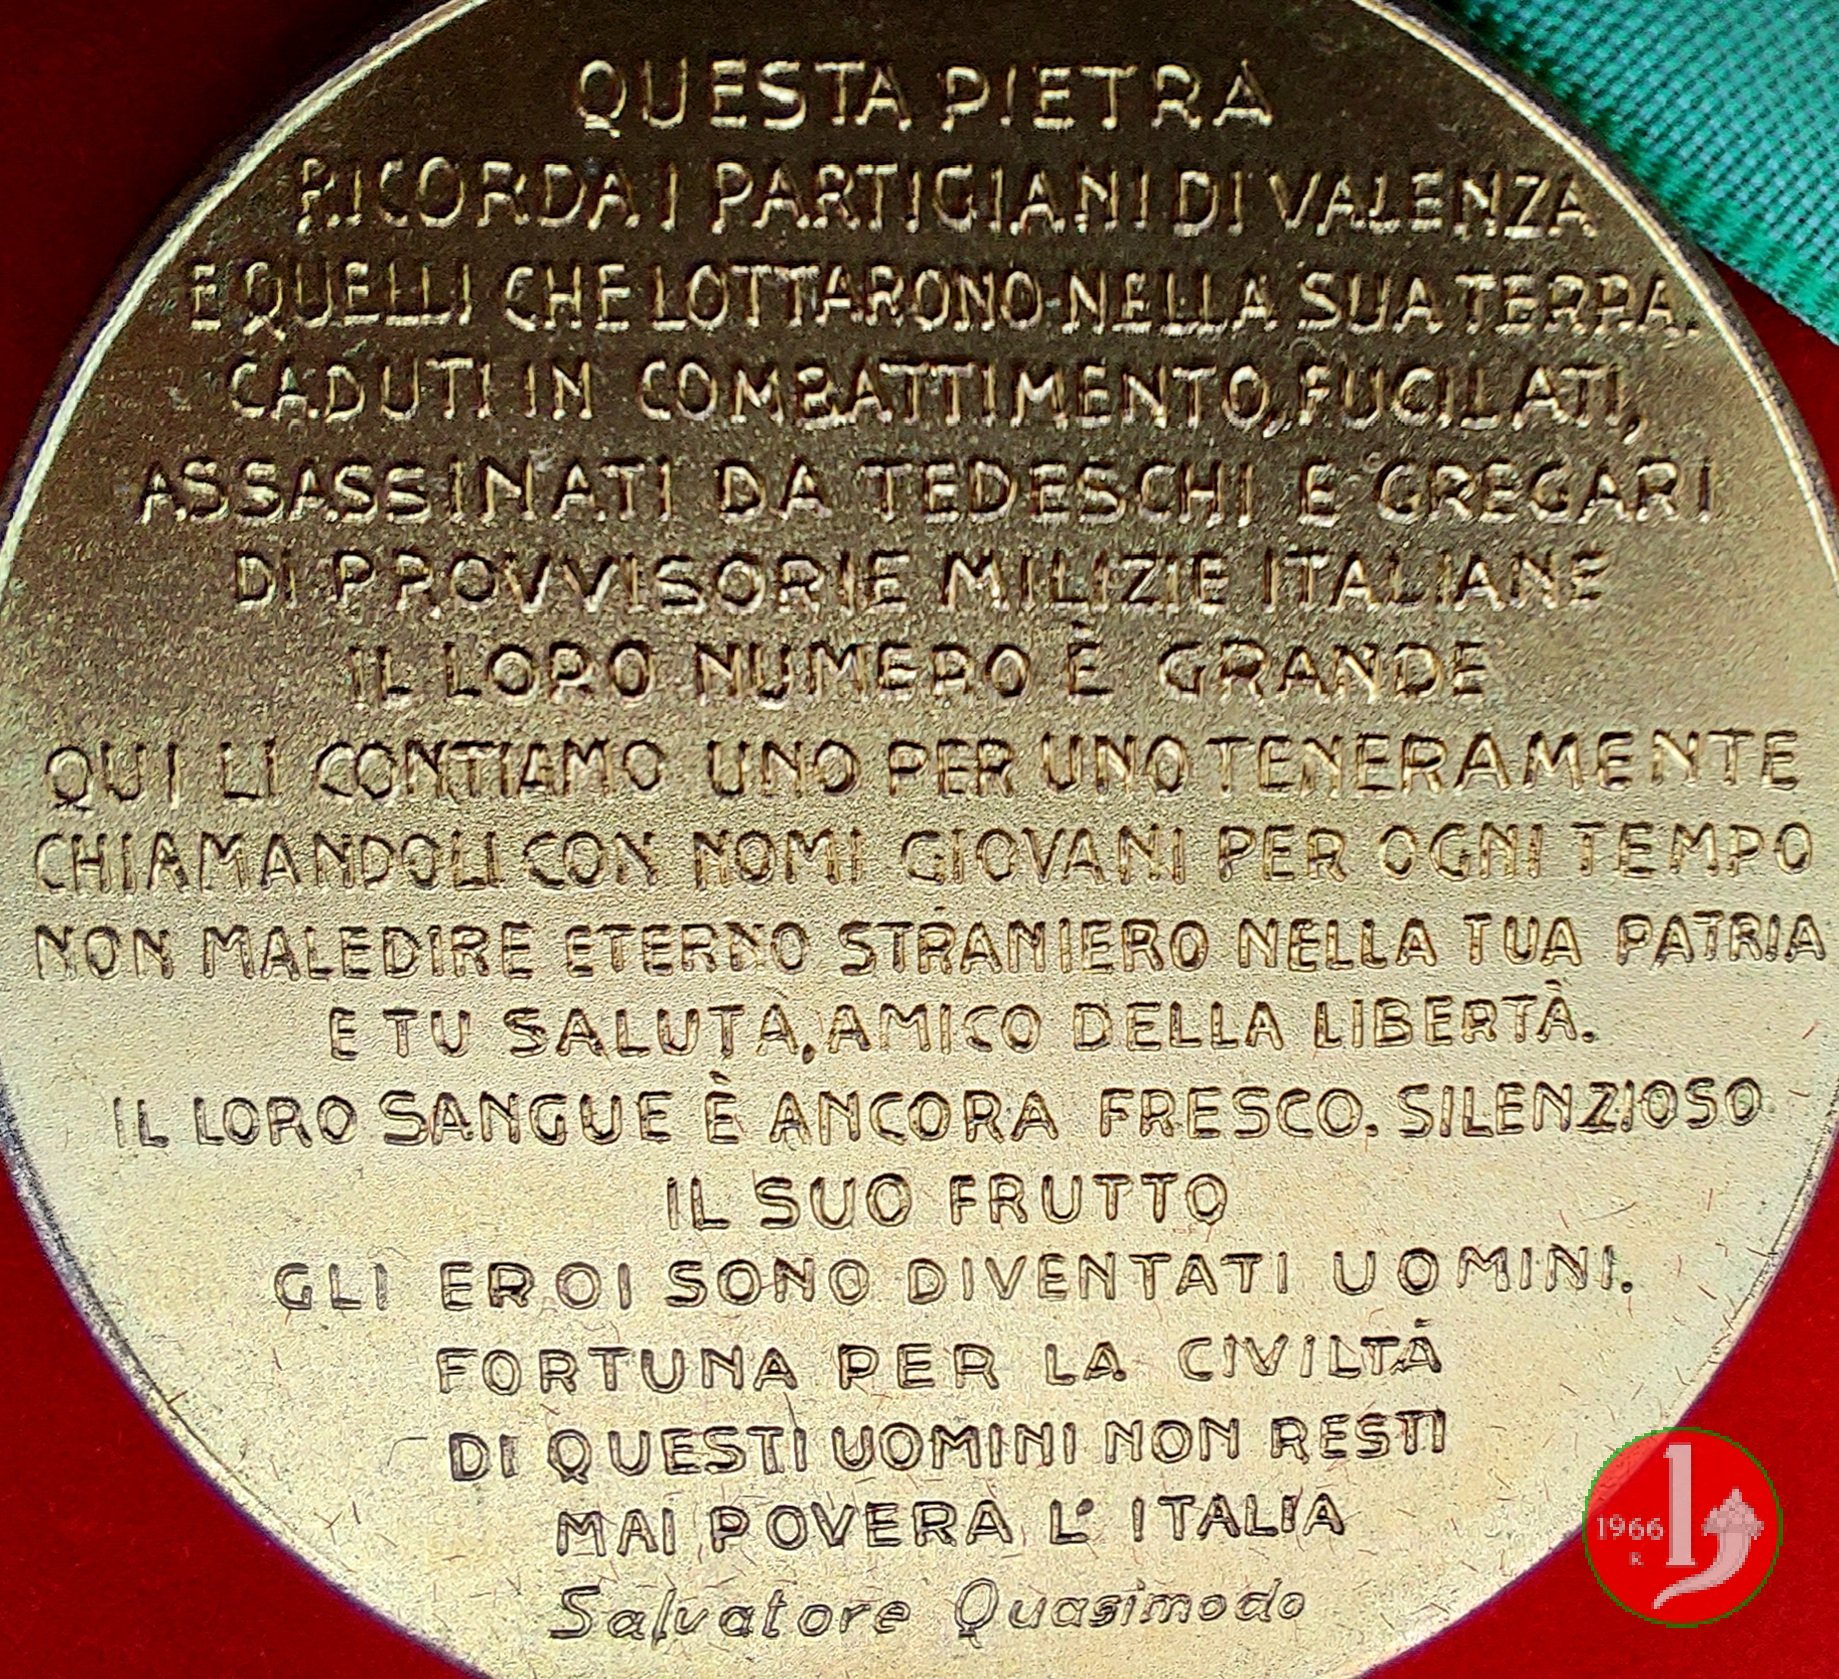 QUESTA PIETRA
RICORDA I PARTIGIANI DI VALENZA
E QUELLI CHE LOTTARONO NELLA SUA TERRA.
CADUTI IN COMBATTIMENTO, FUCILATI,
ASSASSINATI DA TEDESCHI E GREGARI
DI PROVVISORIE MILIZIE ITALIANE
IL LORO NUMERO È GRANDE
QUI LI CONTIAMO UNO PER UNO TENERAMENTE
CHIAMANDOLI CON NOMI GIOVANI PER OGNI TEMPO
NON MALEDIRE ETERNO STRANIERO NELLA TUA PATRIA
E TU SALUTA, AMICO DELLA LIBERTÀ.
IL LORO SANGUE È ANCORA FRESCO. SILENZIOSO
IL SUO FRUTTO
GLI EROI SONO DIVENTATI UOMINI.
FORTUNA PER LA CIVILTÀ
DI QUESTI UOMINI NON RESTI
MAI POVERA L'ITALIA
Salvatore Quasimodo
1966
R